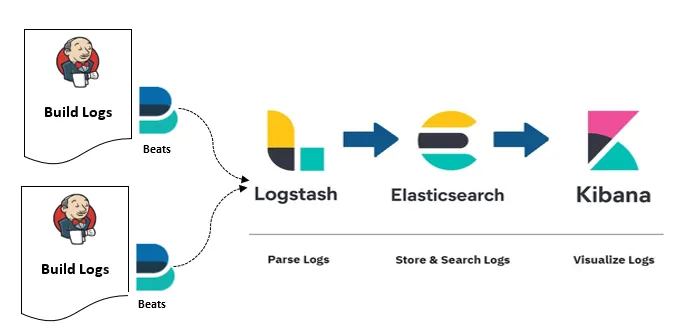 Build Logs
Beats
Build Logs
Beats
Logstash
Elasticsearch
Kibana
Parse Logs
Store & Search Logs
Visualize Logs